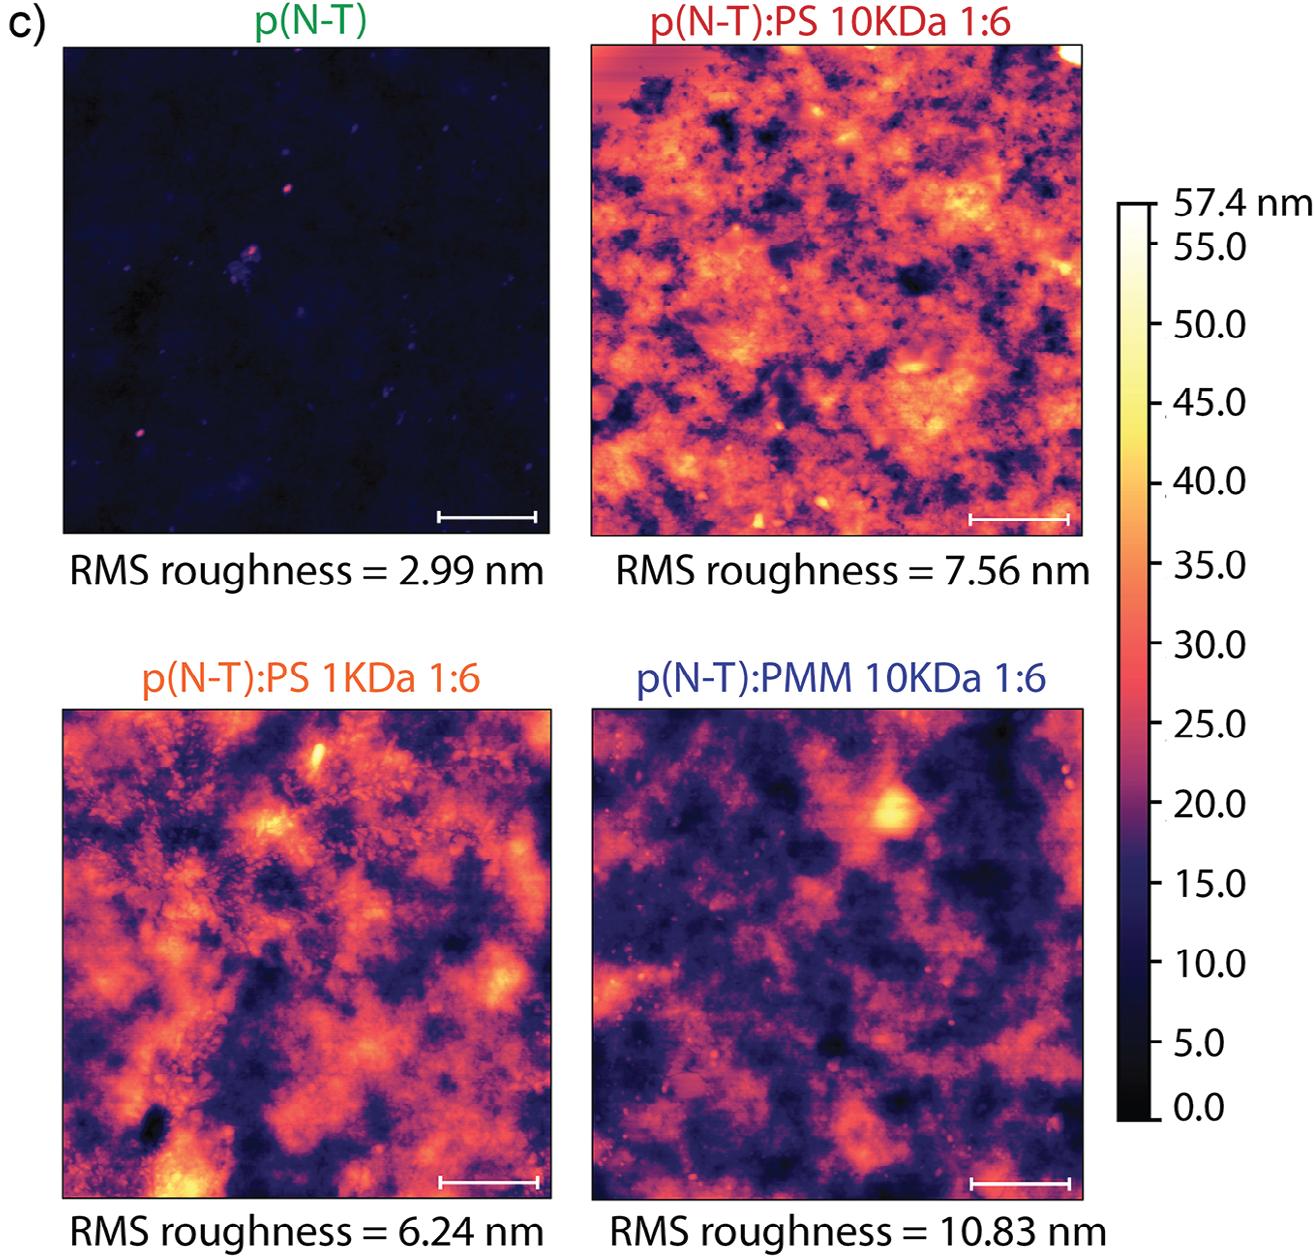 c)
p(N-T)
p(N-T):PS 10KDa 1:6
RMS roughness = 2.99 nm
RMS roughness = 7.56 nm
p(N-T):PS 1KDa 1:6
p(N-T):PMM 10KDa 1:6
RMS roughness = 6.24 nm
RMS roughness = 10.83 nm
57.4 nm
55.0
50.0
45.0
40.0
35.0
30.0
25.0
20.0
15.0
10.0
5.0
0.0